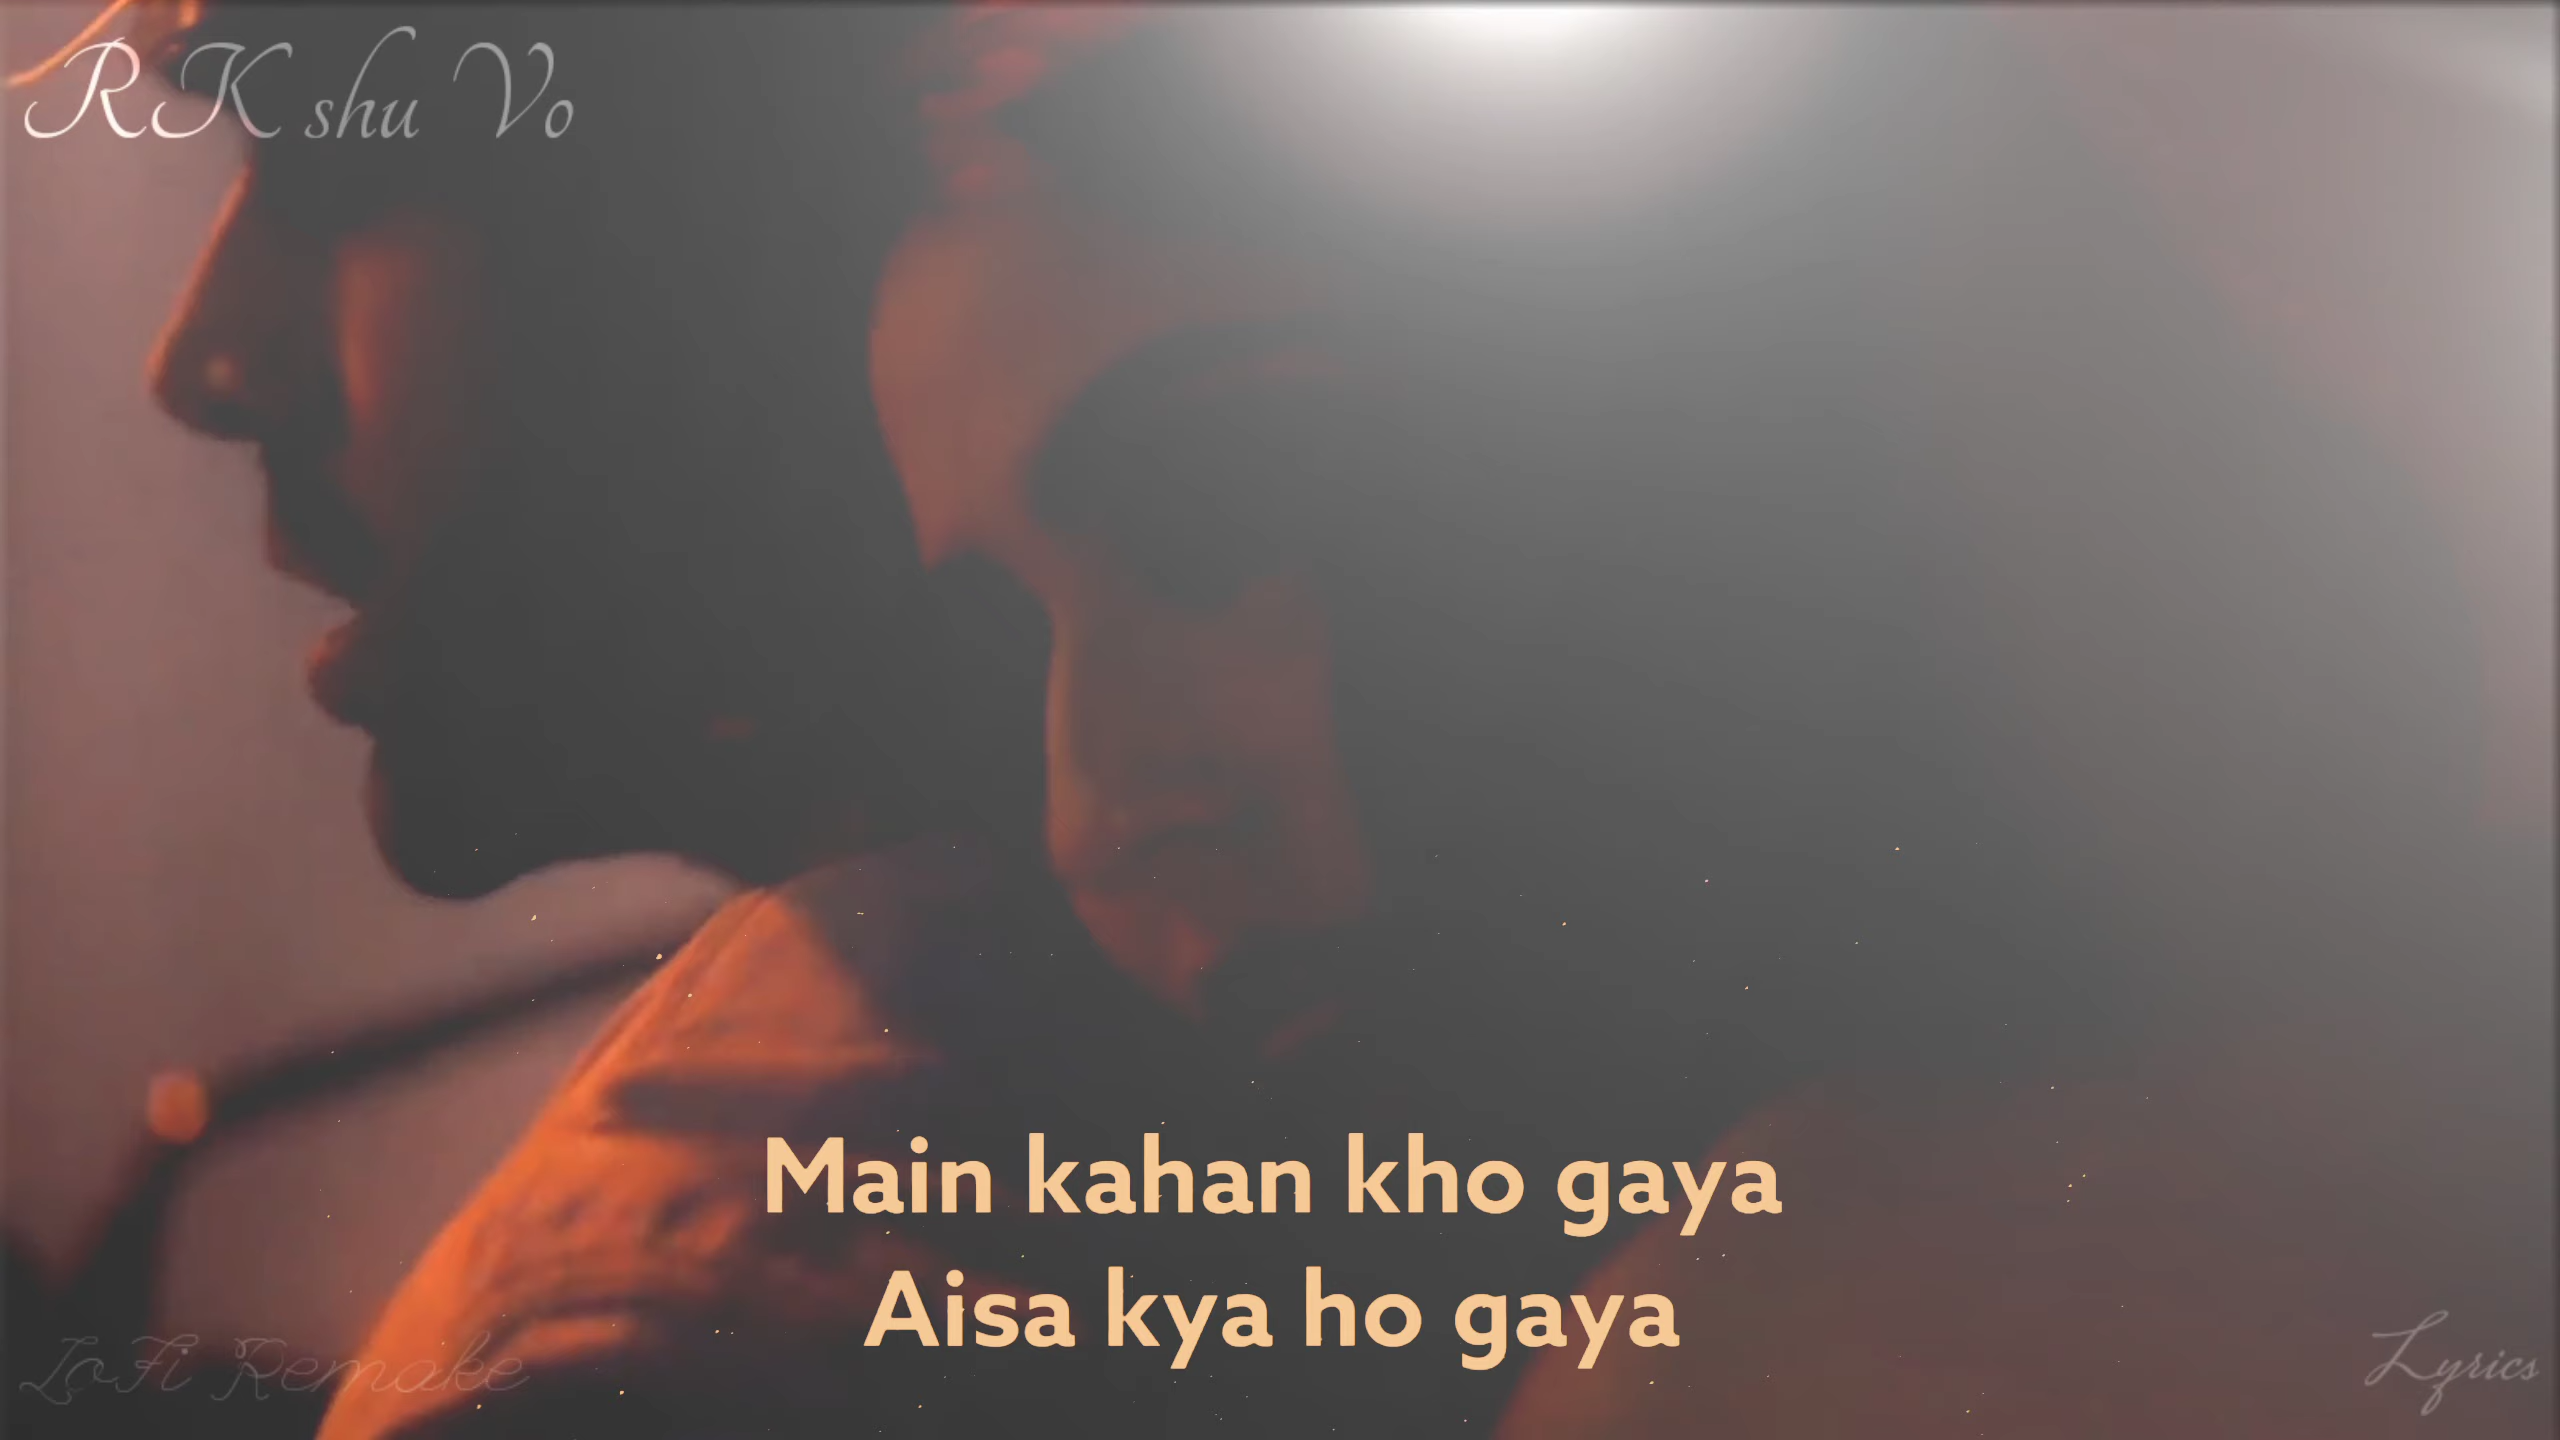 RK shu Vo
Main kahan kho gaya
Aisa kya ho gaya
LoFi Remake
Lyrics